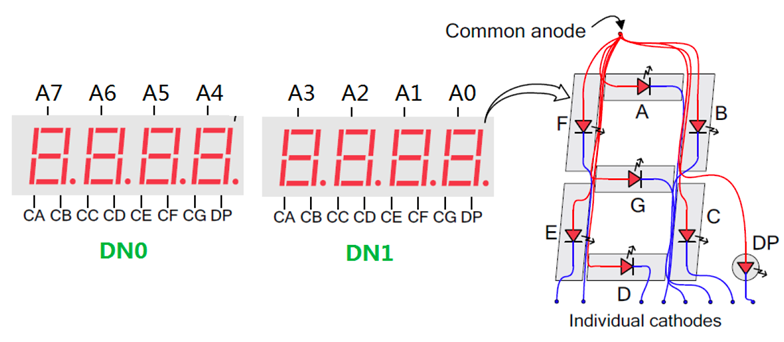 Common anode
A7 A6 A5 A4
A3 A2 A1 A0
F
A
B
G
E
C
DP
D
CA CB CC CD CE CF CG DP
CA CB CC CD CE CF CG DP
DN0
DN1
Individual cathodes